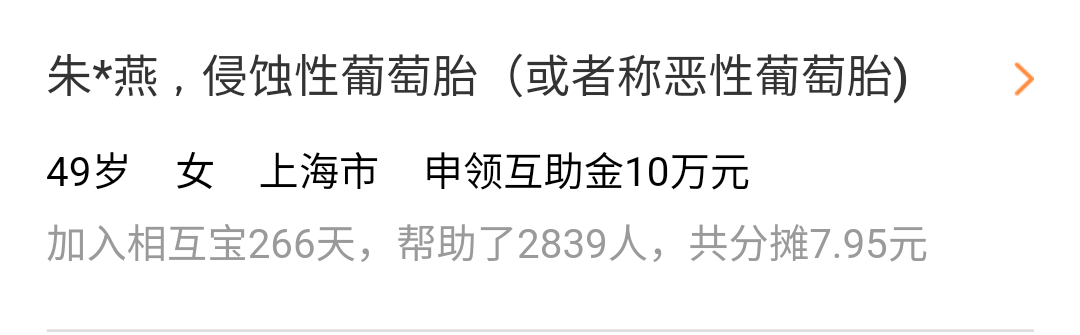 朱*燕，侵蚀性葡萄胎（或者称恶性葡萄胎)
49岁 女 上海市 申领互助金10万元
加入相互宝266天，帮助了2839人，共分摊7.95元